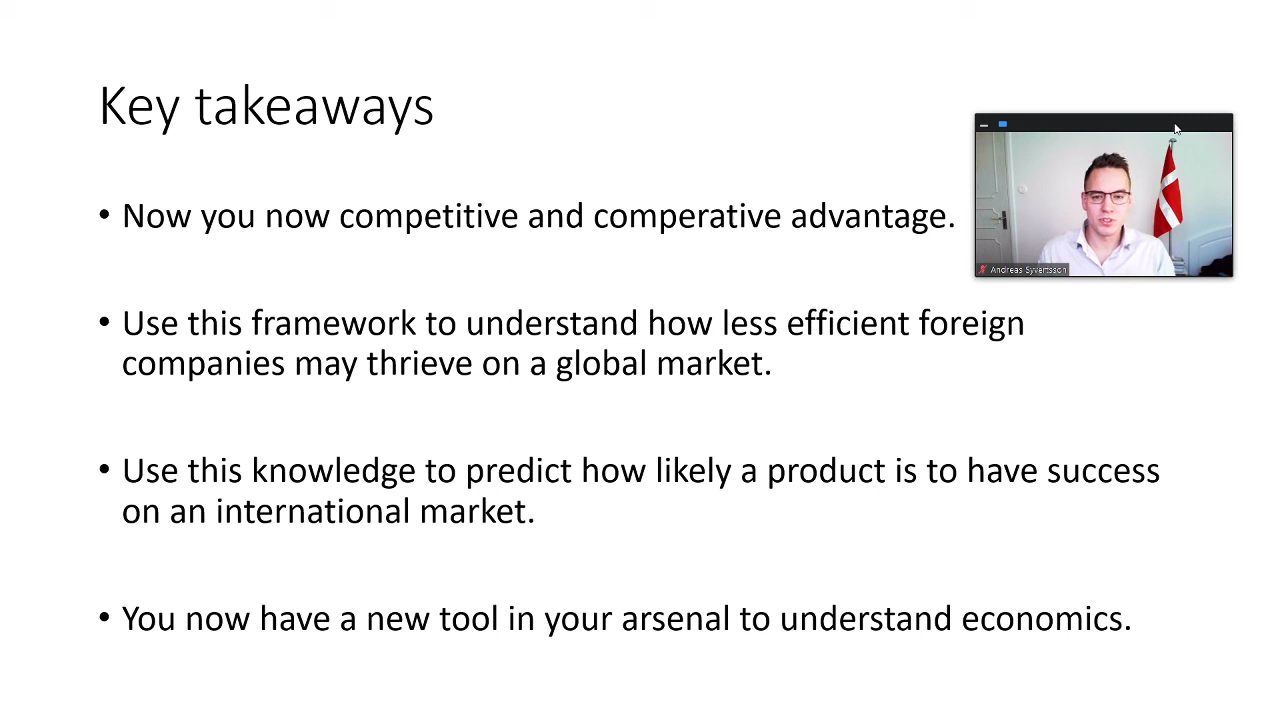 Key takeaways
• Now you now competitive and comperative advantage.
• Use this framework to understand how less efficient foreign
companies may thrieve on a global market.
• Use this knowledge to predict how likely a product is to have success
on an international market.
• You now have a new tool in your arsenal to understand economics.
Andreas Syvertsson